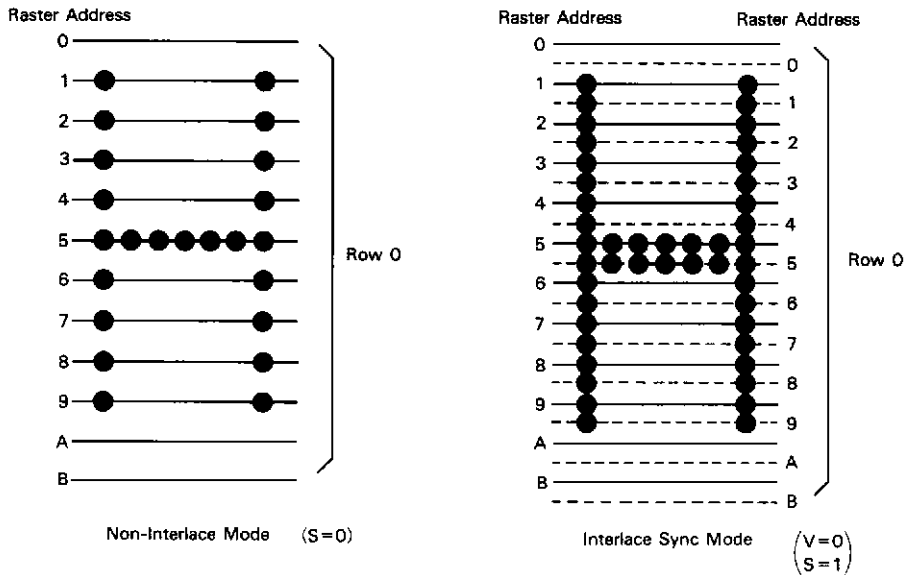 Raster Address
0
1
2
3
4
5
6
7
8
9
A
B
Row 0
Non-Interlace Mode (S=0)
Raster Address Raster Address
0
0
1
1
2
2
3
3
4
4
5
5
6
6
7
7
8
8
9
9
A
A
B
B
Row 0
Interlace Sync Mode (V=0
S=1)